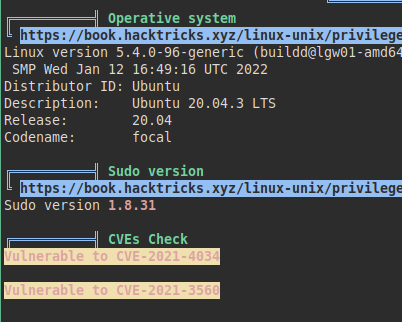 Operative system
https://book.hacktricks.xyz/linux-unix/privilege
Linux version 5.4.0-96-generic (buildd@lgw01-amd64
SMP Wed Jan 12 16:49:16 UTC 2022
Distributor ID: Ubuntu
Description:    Ubuntu 20.04.3 LTS
Release:        20.04
Codename:       focal
Sudo version
https://book.hacktricks.xyz/linux-unix/privilege
Sudo version 1.8.31
CVEs Check
Vulnerable to CVE-2021-4034
Vulnerable to CVE-2021-3560